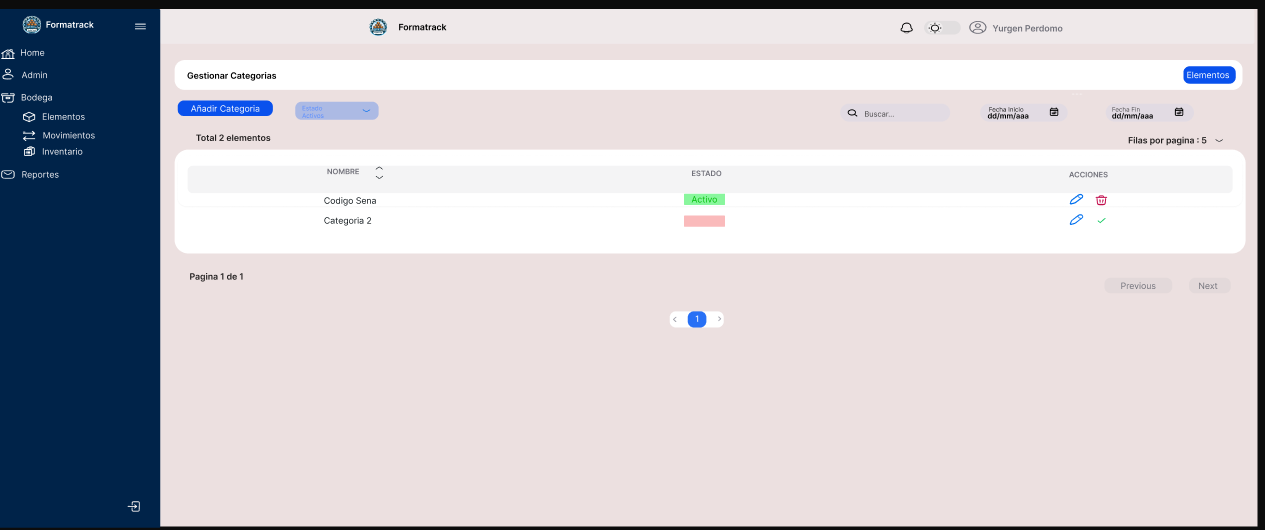 Formatrack
Home
Admin
Bodega
Elementos
Movimientos
Inventario
Reportes
Formatrack
Yurgen Perdomo
Gestionar Categorias
Elementos
Añadir Categoria
Estado
Activos
Buscar...
Fecha Inicio
dd/mm/aaa
Fecha Fin
dd/mm/aaa
Total 2 elementos
Filas por pagina : 5
NOMBRE ESTADO ACCIONES
Codigo Sena Activo
Categoria 2
Pagina 1 de 1
Previous Next
< 1 >